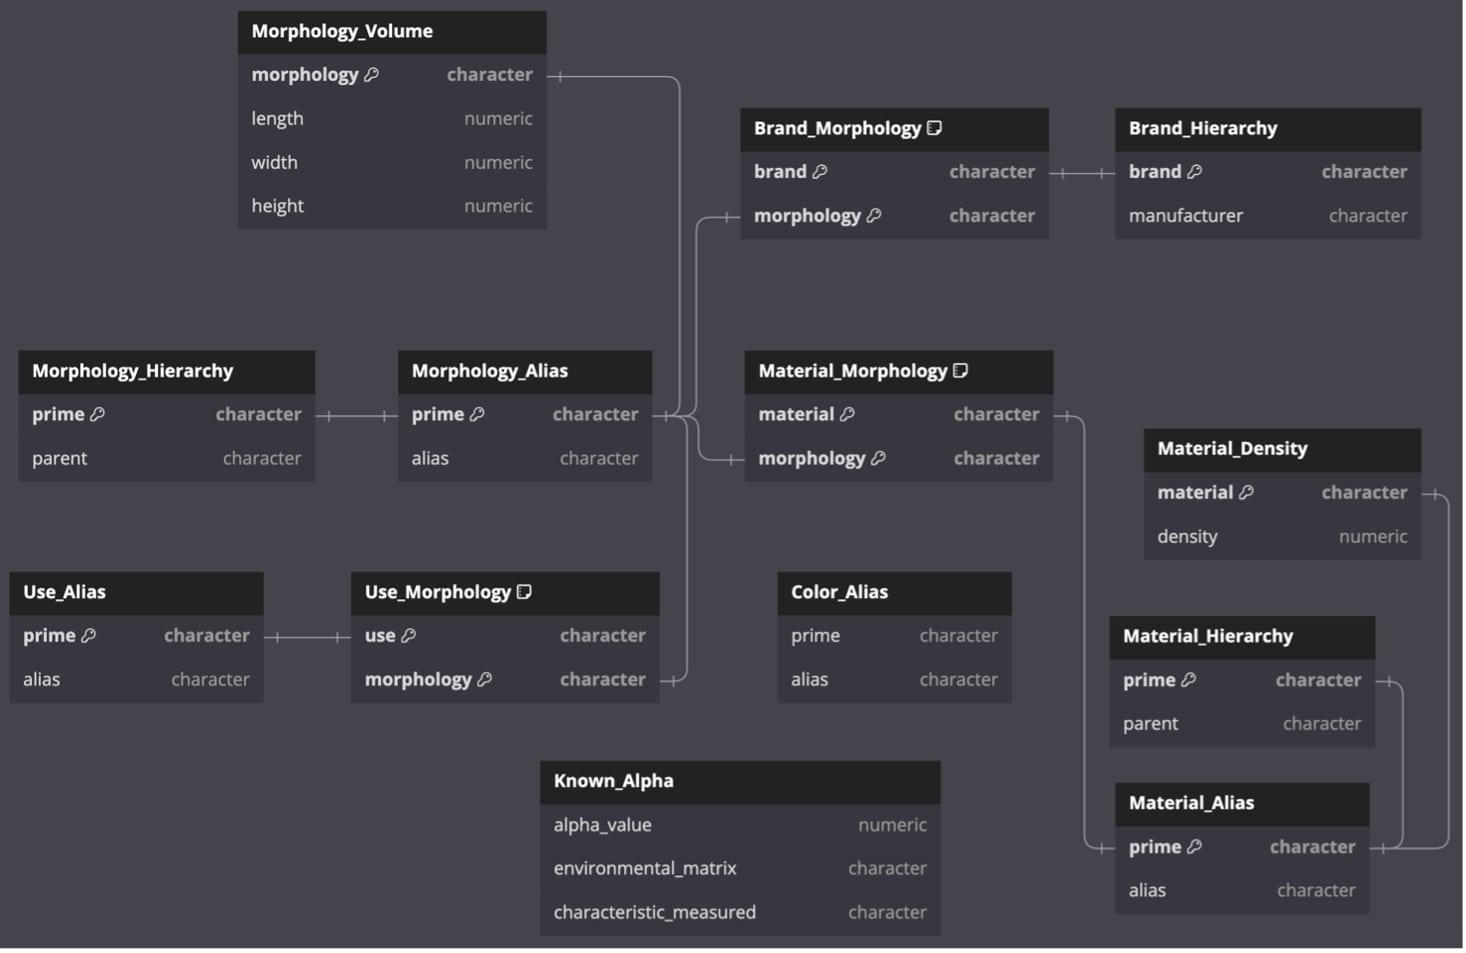 Morphology_Volume
morphology character
length numeric
width numeric
height numeric
Brand_Morphology
brand character
morphology character
Brand_Hierarchy
brand character
manufacturer character
Morphology_Hierarchy
prime character
parent character
Morphology_Alias
prime character
alias character
Material_Morphology
material character
morphology character
Material_Density
material character
density numeric
Use_Alias
prime character
alias character
Use_Morphology
use character
morphology character
Color_Alias
prime character
alias character
Material_Hierarchy
prime character
parent character
Known_Alpha
alpha_value numeric
environmental_matrix character
characteristic_measured character
Material_Alias
prime character
alias character